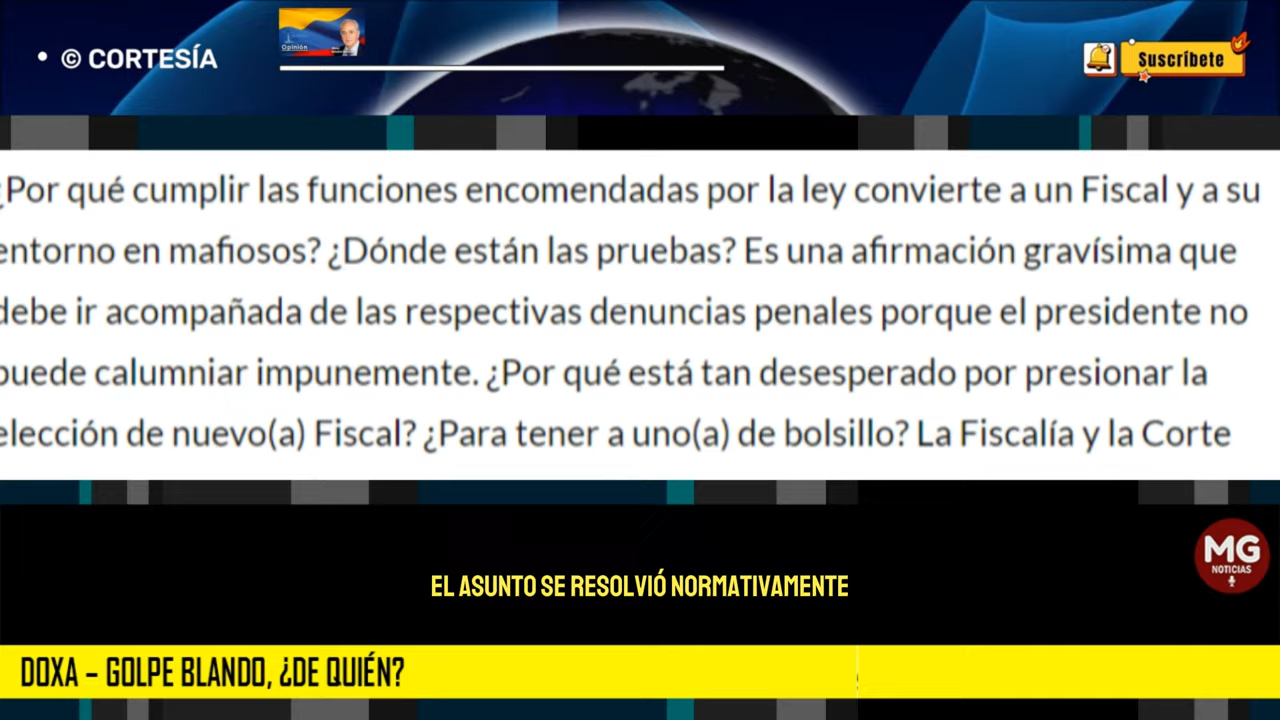 • © CORTESÍA
Opinión
Suscríbete
¿Por qué cumplir las funciones encomendadas por la ley convierte a un Fiscal y a su
entorno en mafiosos? ¿Dónde están las pruebas? Es una afirmación gravísima que
debe ir acompañada de las respectivas denuncias penales porque el presidente no
puede calumniar impunemente. ¿Por qué está tan desesperado por presionar la
elección de nuevo(a) Fiscal? ¿Para tener a uno(a) de bolsillo? La Fiscalía y la Corte
MG
NOTICIAS
EL ASUNTO SE RESOLVIÓ NORMATIVAMENTE
DOXA – GOLPE BLANDO, ¿DE QUIÉN?